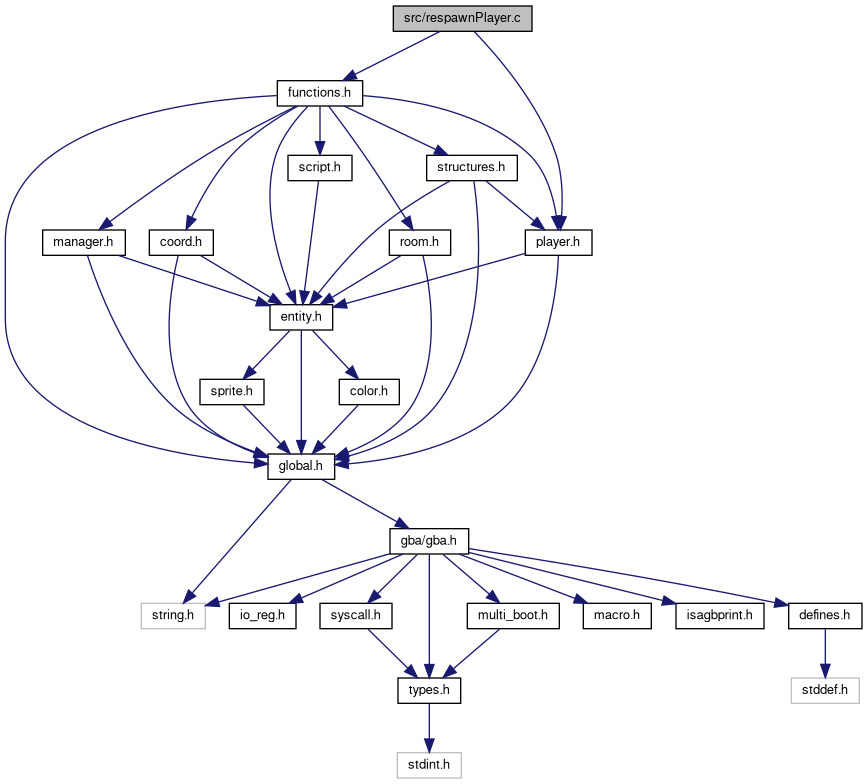 src/respawnPlayer.c
functions.h
script.h
structures.h
manager.h
coord.h
room.h
player.h
entity.h
sprite.h
color.h
global.h
gba/gba.h
string.h
io_reg.h
syscall.h
multi_boot.h
macro.h
isagbprint.h
defines.h
types.h
stddef.h
stdint.h